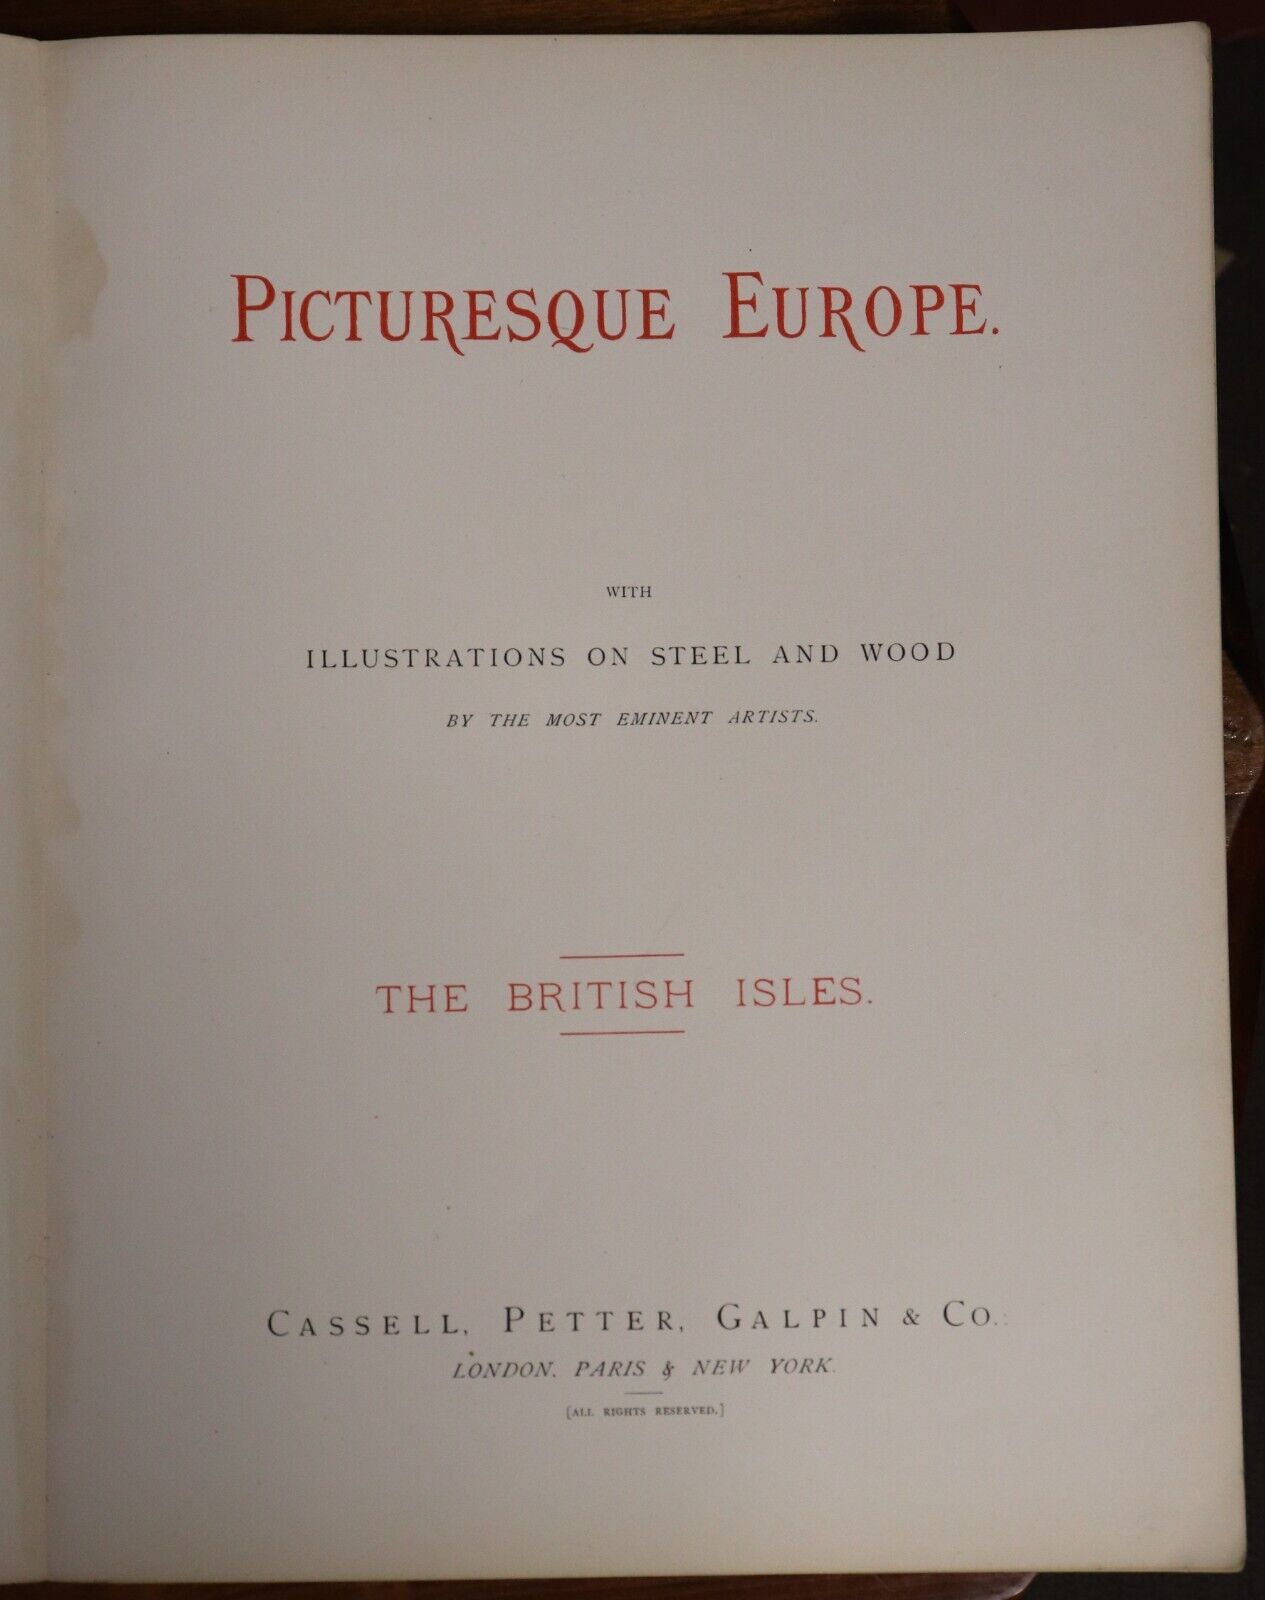 PICTURESQUE EUROPE.
WITH
ILLUSTRATIONS ON STEEL AND WOOD
BY THE MOST EMINENT ARTISTS.
THE BRITISH ISLES.
CASSELL, PETTER, GALPIN & CO.:
LONDON, PARIS & NEW YORK.
[ALL RIGHTS RESERVED.]